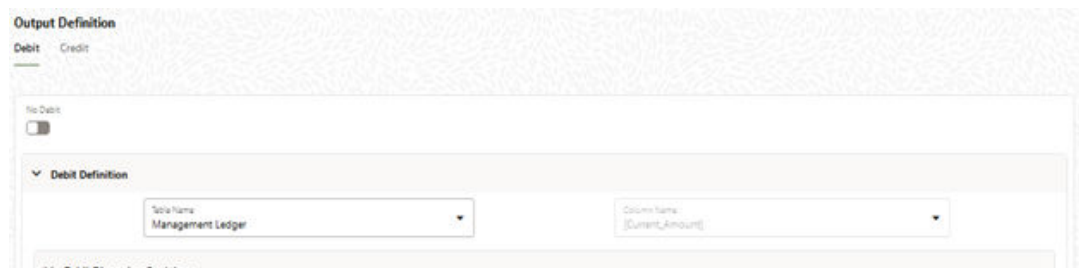 Output Definition
Debit Credit
No Debit
Debit Definition
Table Name Column Name
Management Ledger [Current_Amount]